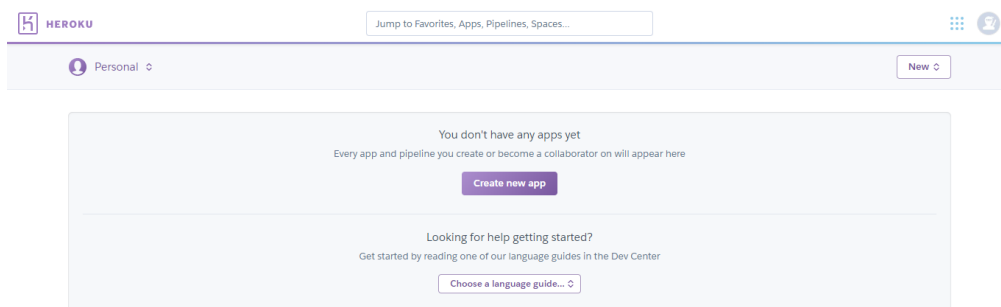 HEROKU
Jump to Favorites, Apps, Pipelines, Spaces...
Personal
New
You don't have any apps yet
Every app and pipeline you create or become a collaborator on will appear here
Create new app
Looking for help getting started?
Get started by reading one of our language guides in the Dev Center
Choose a language guide...